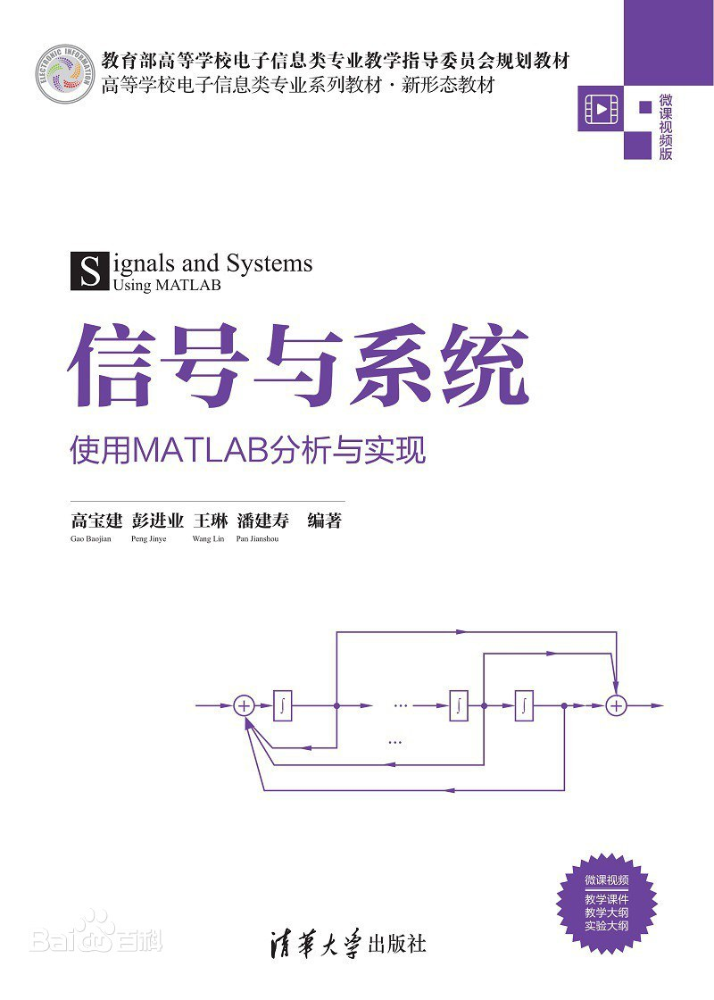 ELECTRONIC INFORMATION
教育部高等学校电子信息类专业教学指导委员会规划教材
高等学校电子信息类专业系列教材·新形态教材
微课视频版
Signals and Systems
Using MATLAB
信号与系统
使用MATLAB分析与实现
高宝建 彭进业 王琳 潘建寿 编著
Gao Baojian Peng Jinye Wang Lin Pan Jianshou
∫ ... ∫ ∫
...
微课视频
教学课件
教学大纲
实验大纲
Bai百科
清华大学出版社